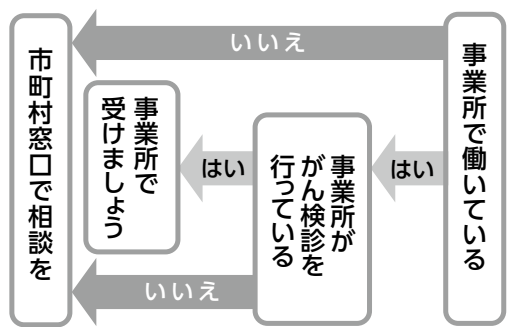 事業所で働いている
いいえ
はい
事業所が
がん検診を
行っている
はい
いいえ
事業所で
受けましょう
市町村窓口で相談を